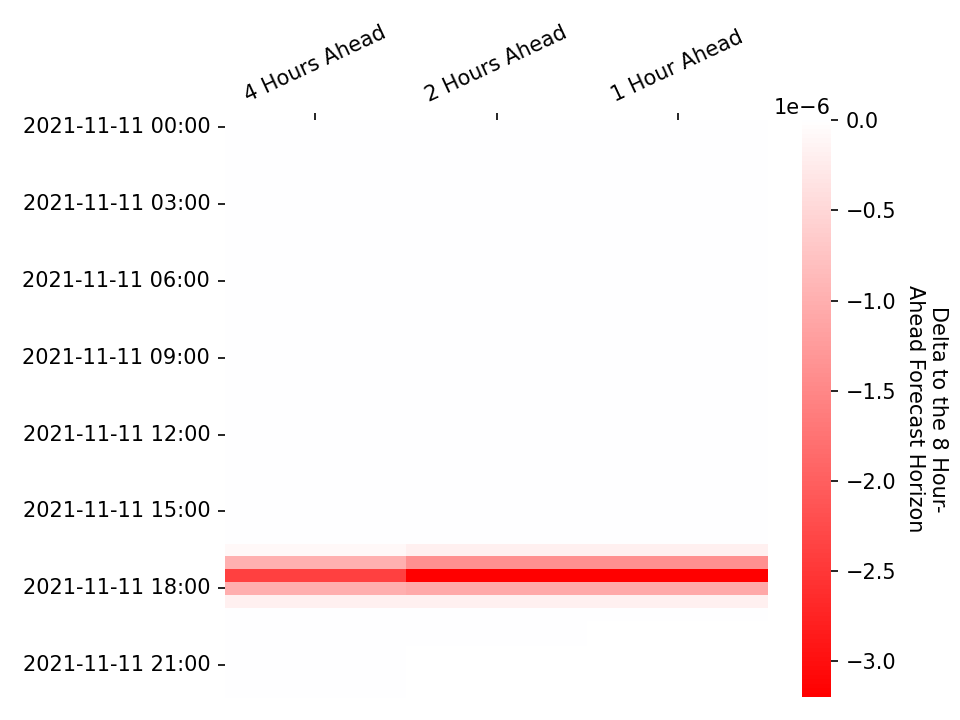 4 Hours Ahead
2 Hours Ahead
1 Hour Ahead
2021-11-11 00:00
2021-11-11 03:00
2021-11-11 06:00
2021-11-11 09:00
2021-11-11 12:00
2021-11-11 15:00
2021-11-11 18:00
2021-11-11 21:00
1e−6
0.0
−0.5
−1.0
−1.5
−2.0
−2.5
−3.0
Delta to the 8 Hour-
Ahead Forecast Horizon